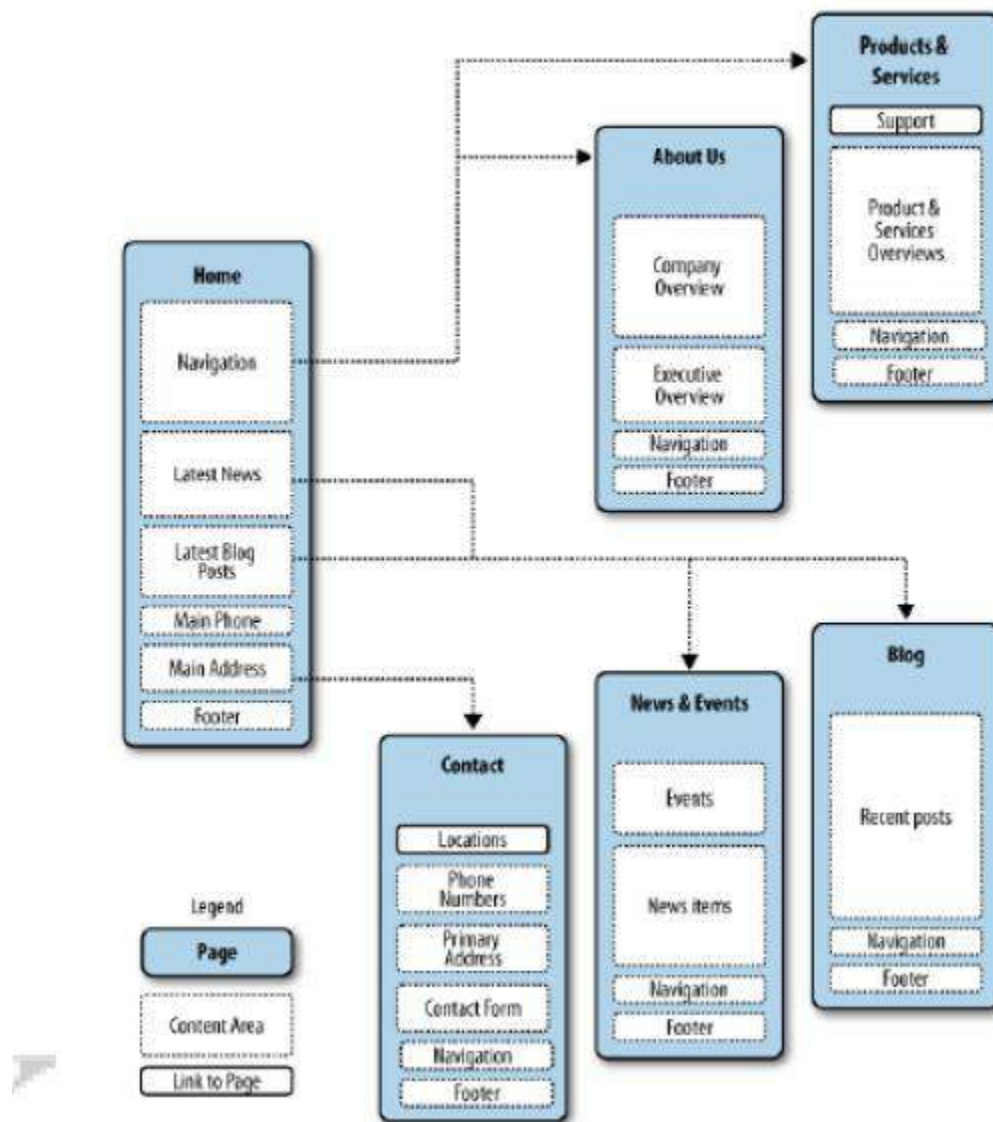 Products &
Services
Support
Product &
Services
Overviews
Navigation
Footer
About Us
Company
Overview
Executive
Overview
Navigation
Footer
Home
Navigation
Latest News
Latest Blog
Posts
Main Phone
Main Address
Footer
Contact
Locations
Phone
Numbers
Primary
Address
Contact Form
Navigation
Footer
News & Events
Events
News items
Navigation
Footer
Blog
Recent posts
Navigation
Footer
Legend
Page
Content Area
Link to Page